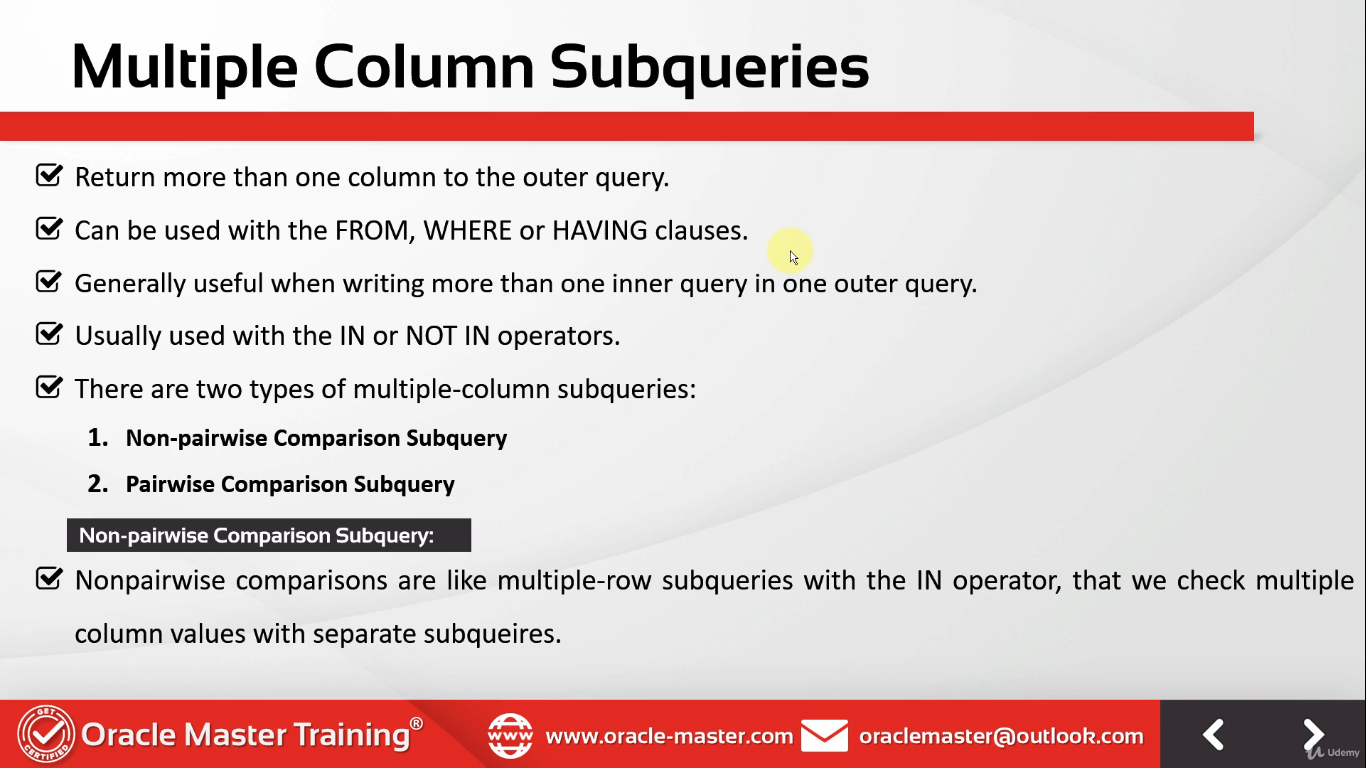 Multiple Column Subqueries
Return more than one column to the outer query.
Can be used with the FROM, WHERE or HAVING clauses.
Generally useful when writing more than one inner query in one outer query.
Usually used with the IN or NOT IN operators.
There are two types of multiple-column subqueries:
1. Non-pairwise Comparison Subquery
2. Pairwise Comparison Subquery
Non-pairwise Comparison Subquery:
Nonpairwise comparisons are like multiple-row subqueries with the IN operator, that we check multiple
column values with separate subqueires.
GET
CERTIFIED
Oracle Master Training®
www
www.oracle-master.com
oraclemaster@outlook.com
Udemy